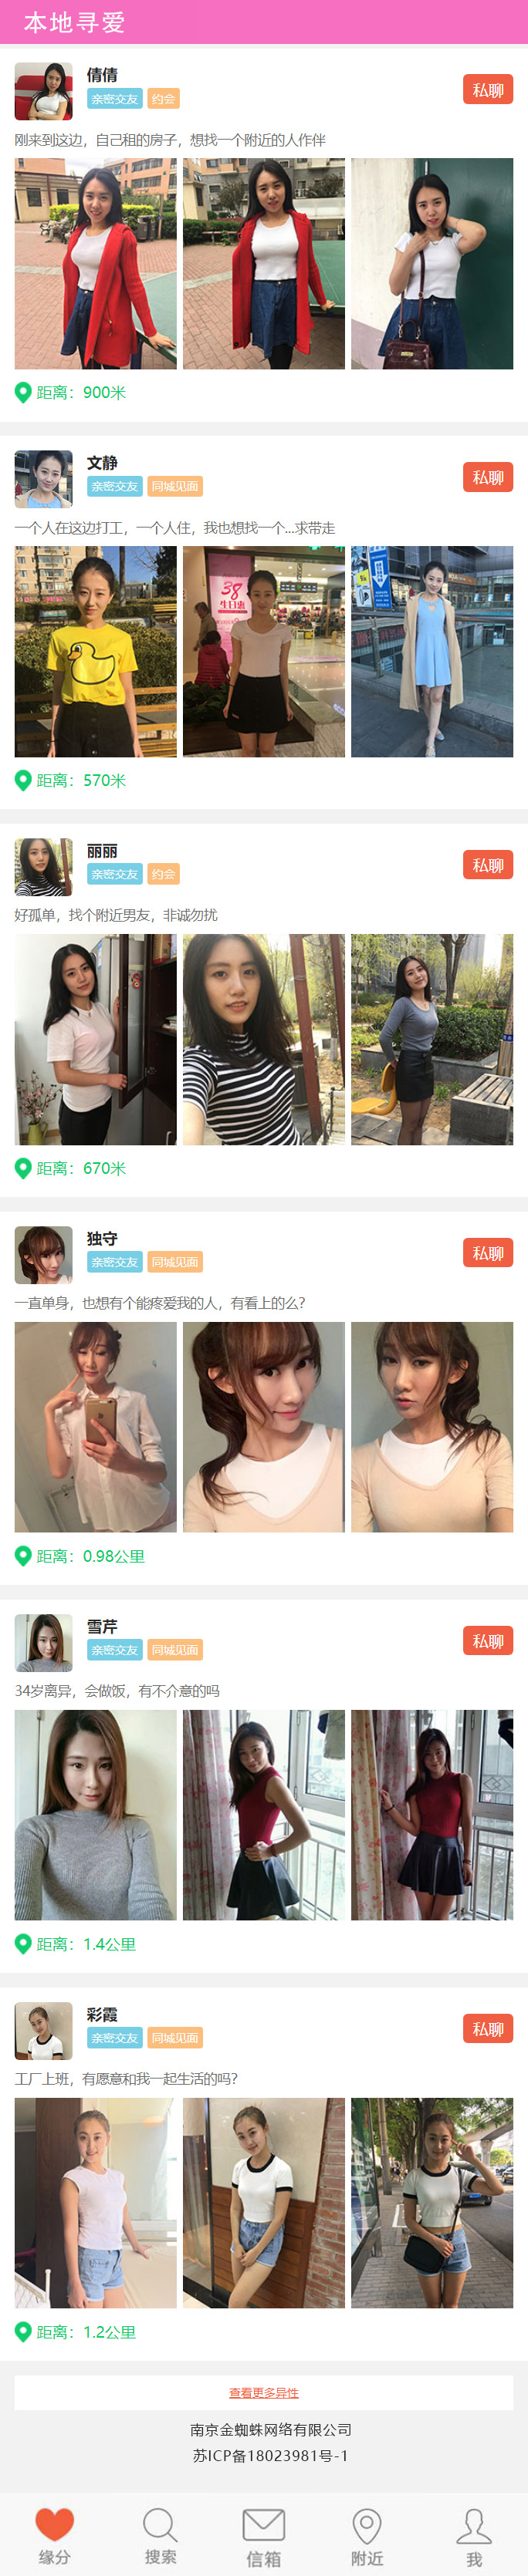 本地寻爱
倩倩
亲密交友 约会
私聊
刚来到这边，自己租的房子，想找一个附近的人作伴
距离：900米
文静
亲密交友 同城见面
私聊
一个人在这边打工，一个人住，我也想找一个...求带走
38
生日惠
距离：570米
丽丽
亲密交友 约会
私聊
好孤单，找个附近男友，非诚勿扰
距离：670米
独守
亲密交友 同城见面
私聊
一直单身，也想有个能疼爱我的人，有看上的么?
距离：0.98公里
雪芹
亲密交友 同城见面
私聊
34岁离异，会做饭，有不介意的吗
距离：1.4公里
彩霞
亲密交友 同城见面
私聊
工厂上班，有愿意和我一起生活的吗?
距离：1.2公里
查看更多异性
南京金蜘蛛网络有限公司
苏ICP备18023981号-1
缘分 搜索 信箱 附近 我